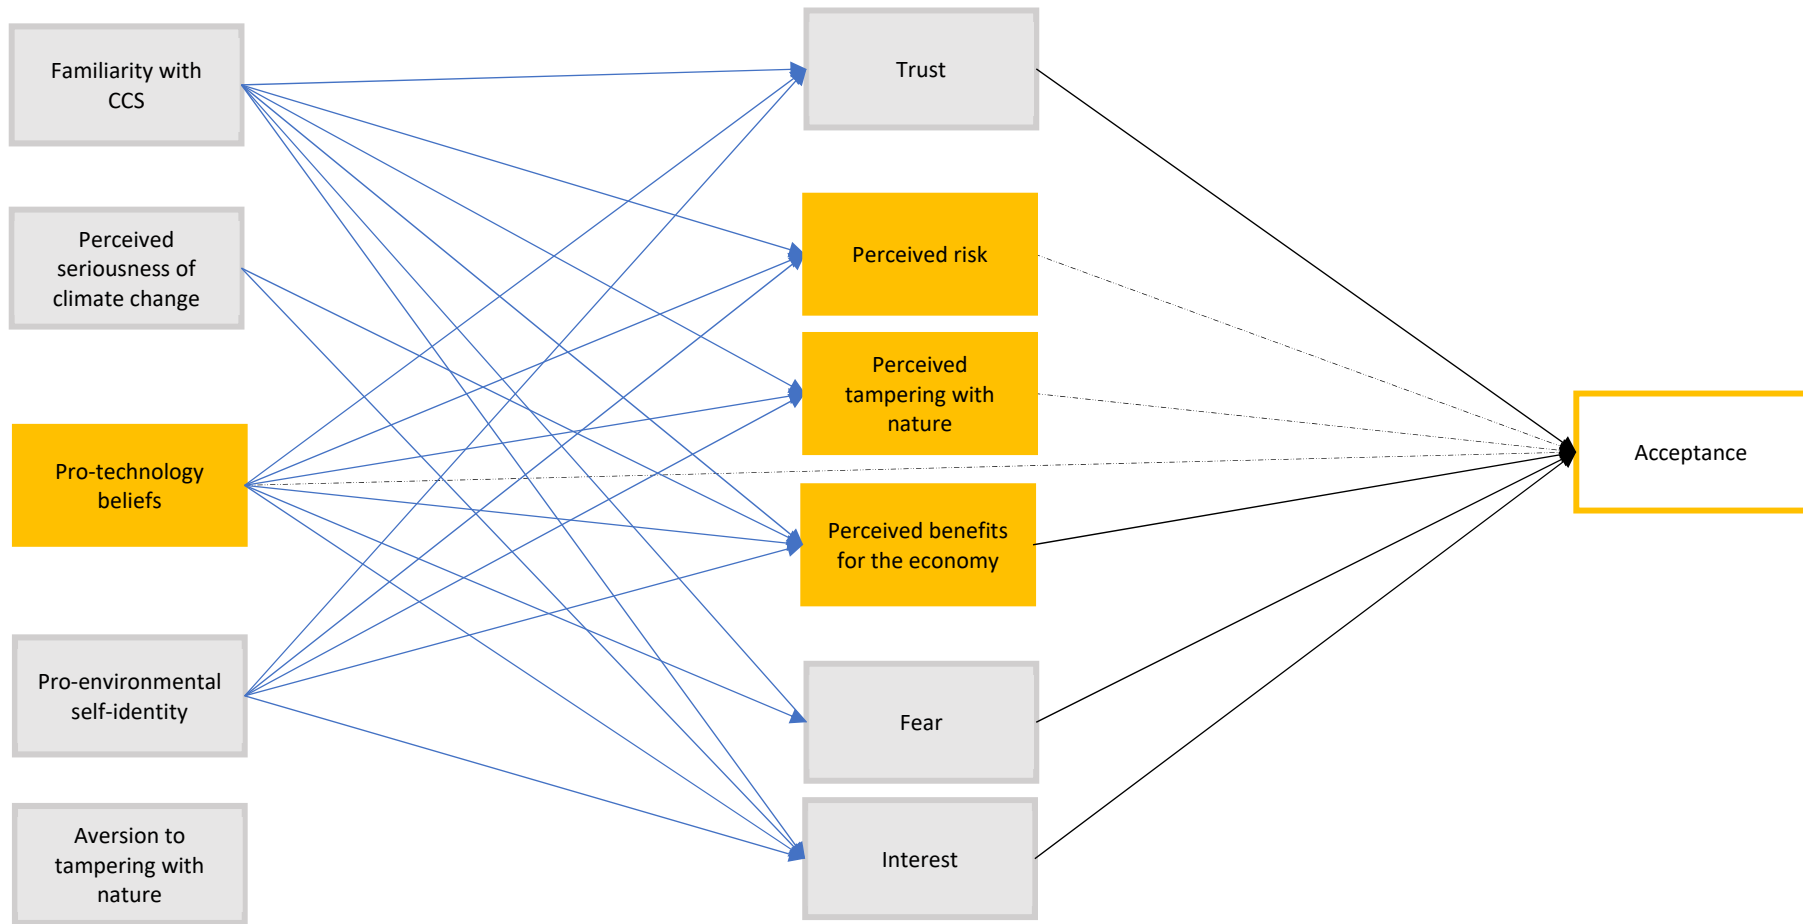 Familiarity with
CCS
Perceived
seriousness of
climate change
Pro-technology
beliefs
Pro-environmental
self-identity
Aversion to
tampering with
nature
Trust
Perceived risk
Perceived
tampering with
nature
Perceived benefits
for the economy
Fear
Interest
Acceptance